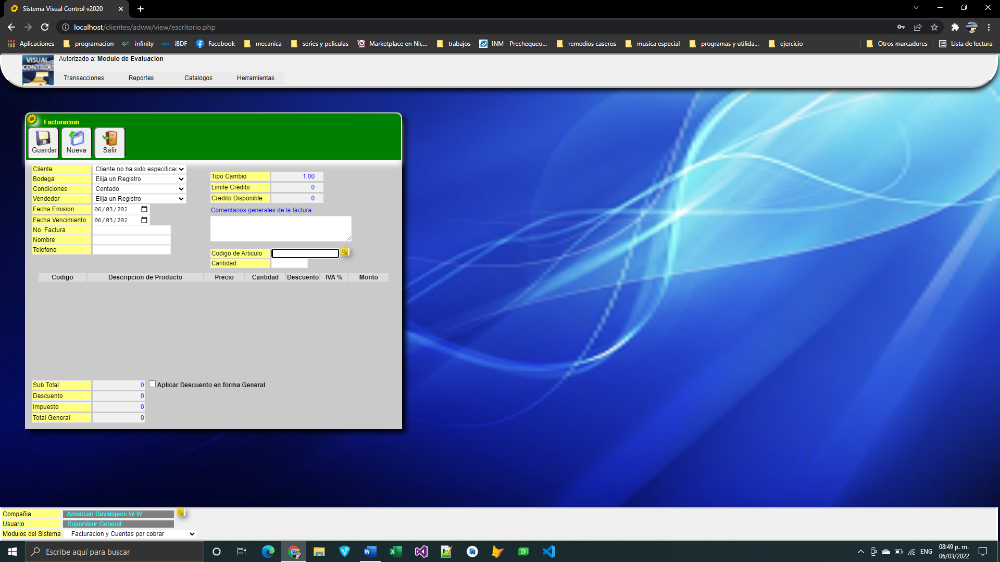 Sistema Visual Control v2020
localhost/clientes/adww/view/escritorio.php
Aplicaciones programacion infinity iBDF Facebook mecanica series y peliculas Marketplace en Nic... trabajos INM - Prechequeo... remedios caseros musica especial programas y utilida... ejercicio Otros marcadores Lista de lectura
VISUAL CONTROL
Autorizado a: Modulo de Evaluacion
Transacciones Reportes Catalogos Herramientas
Facturacion
Guardar Nueva Salir
Cliente Cliente no ha sido especificac
Bodega Elija un Registro
Condiciones Contado
Vendedor Elija un Registro
Fecha Emision 06/03/202
Fecha Vencimiento 06/03/202
No. Factura
Nombre
Telefono
Tipo Cambio 1.00
Limite Credito 0
Credito Disponible 0
Comentarios generales de la factura
Codigo de Articulo
Cantidad
Codigo Descripcion de Producto Precio Cantidad Descuento IVA % Monto
Sub Total 0 Aplicar Descuento en forma General
Descuento 0
Impuesto 0
Total General 0
Compañia American Developers W W
Usuario Supervisor General
Modulos del Sistema Facturacion y Cuentas por cobrar
Escribe aquí para buscar
ENG
08:49 p. m.
06/03/2022